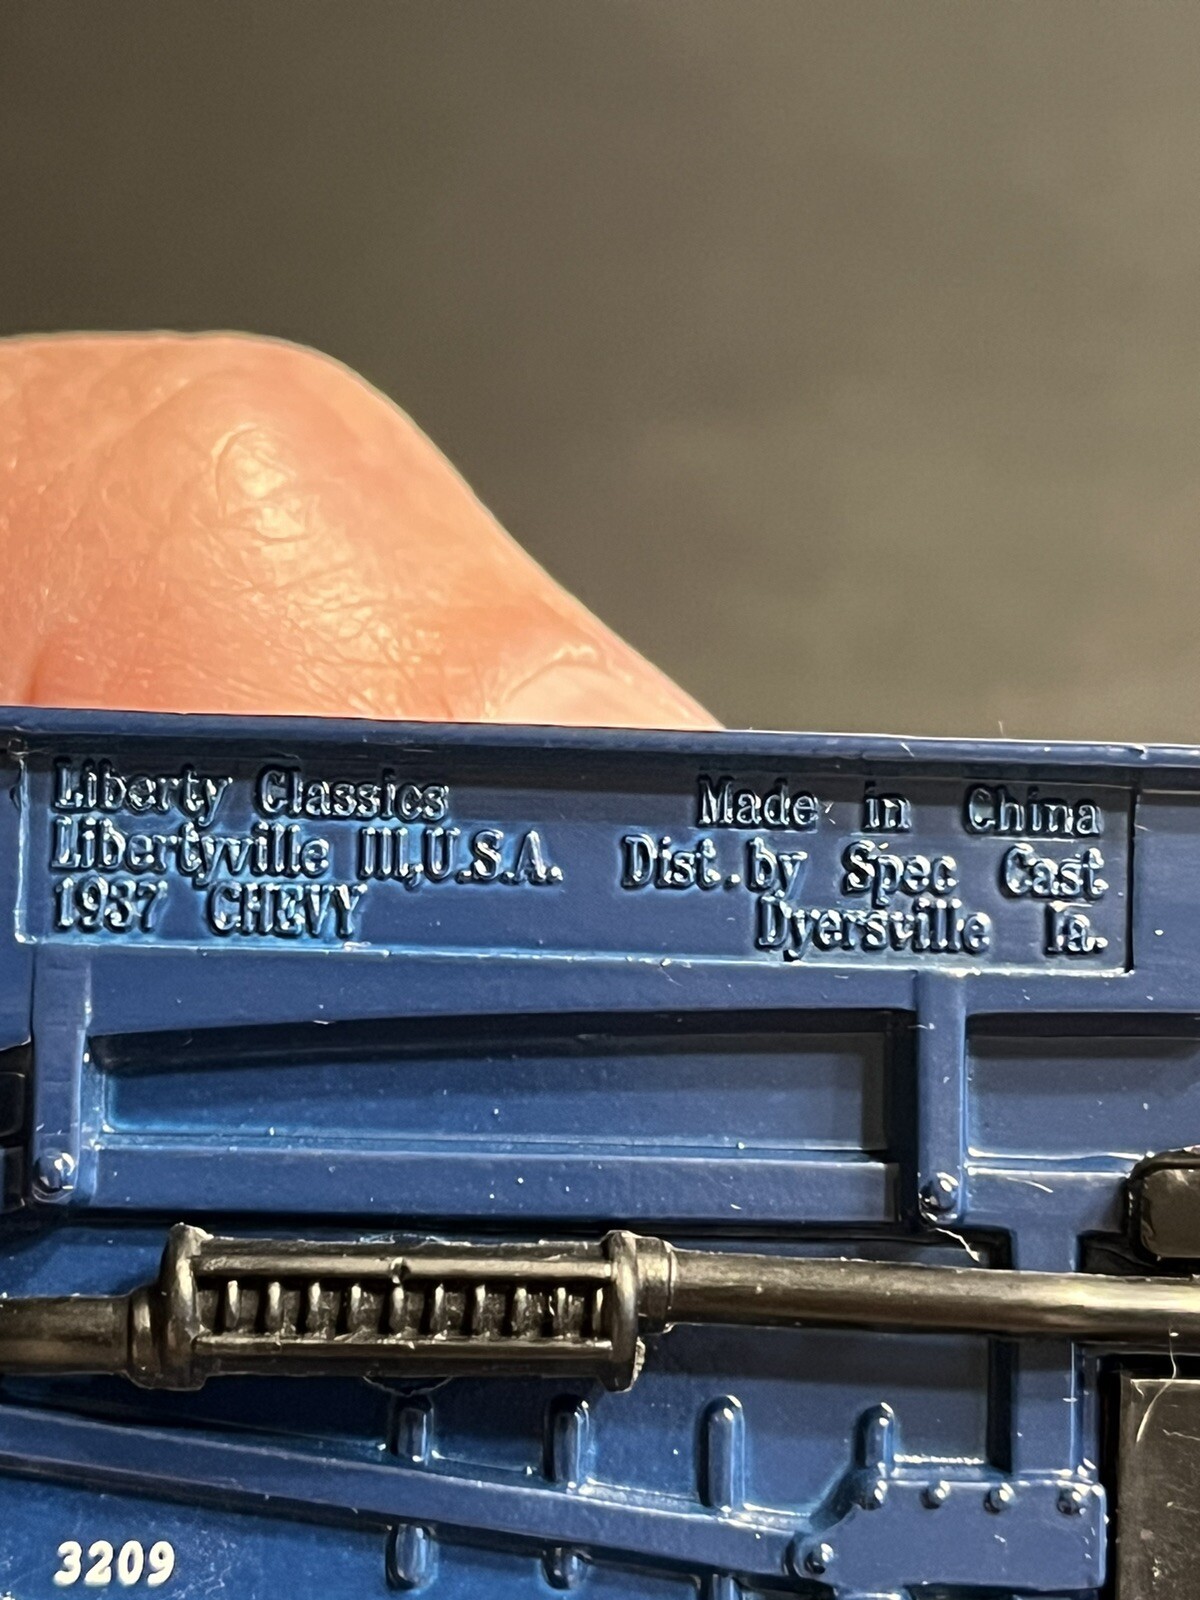 Liberty Classics
Libertyville Ill,U.S.A.
1937 CHEVY
Made in China
Dist.by Spec Cast
Dyersville Ia.
3209